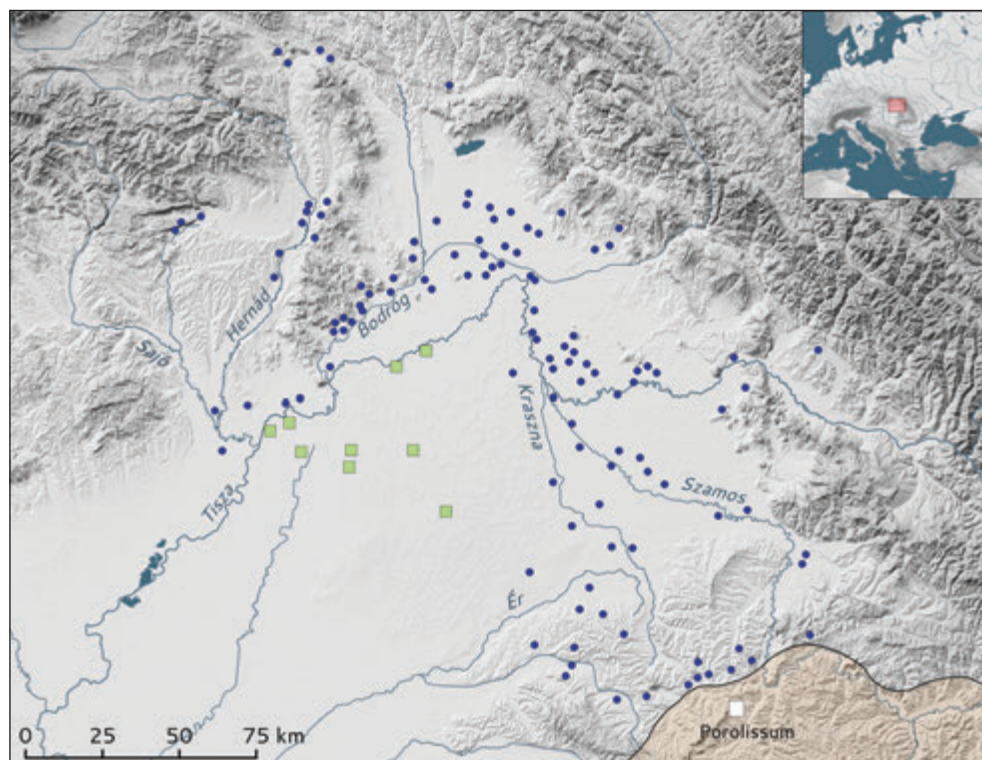 Hernád
Bodrog
Sajó
Kraszna
Tisza
Szamos
Ér
Porolissum
0 25 50 75 km